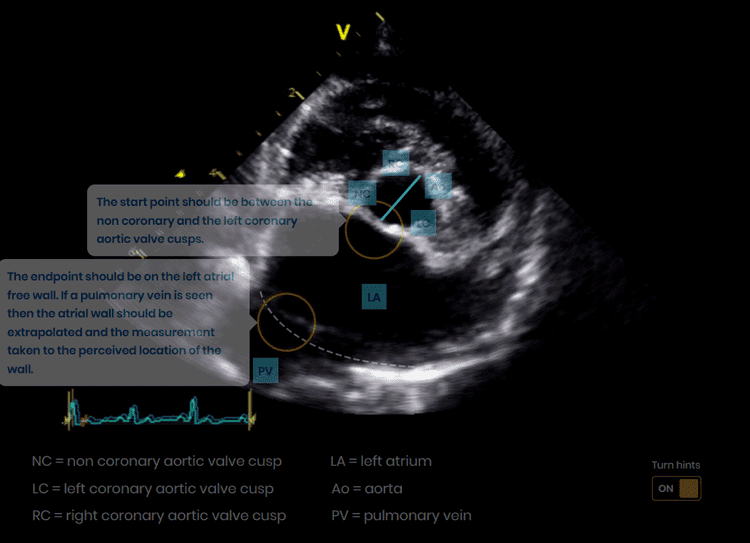 V
2
RC
NC
Ao
The start point should be between the
non coronary and the left coronary
aortic valve cusps.
LC
The endpoint should be on the left atrial
free wall. If a pulmonary vein is seen
then the atrial wall should be
extrapolated and the measurement
taken to the perceived location of the
wall.
LA
PV
NC = non coronary aortic valve cusp
LC = left coronary aortic valve cusp
RC = right coronary aortic valve cusp
LA = left atrium
Ao = aorta
PV = pulmonary vein
Turn hints
ON